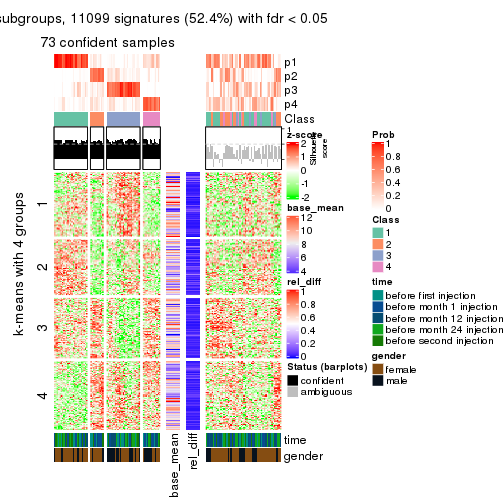 subgroups, 11099 signatures (52.4%) with fdr < 0.05
73 confident samples
p1
p2
p3
p4
Class
1
Silhouette
score
k-means with 4 groups
1
2
3
4
time
gender
base_mean
rel_diff
z-score
2
1
0
-1
-2
base_mean
12
10
8
6
4
rel_diff
1
0.8
0.6
0.4
0.2
0
Status (barplots)
confident
ambiguous
Prob
1
0.8
0.6
0.4
0.2
0
Class
1
2
3
4
time
before first injection
before month 1 injection
before month 12 injection
before month 24 injection
before second injection
gender
female
male